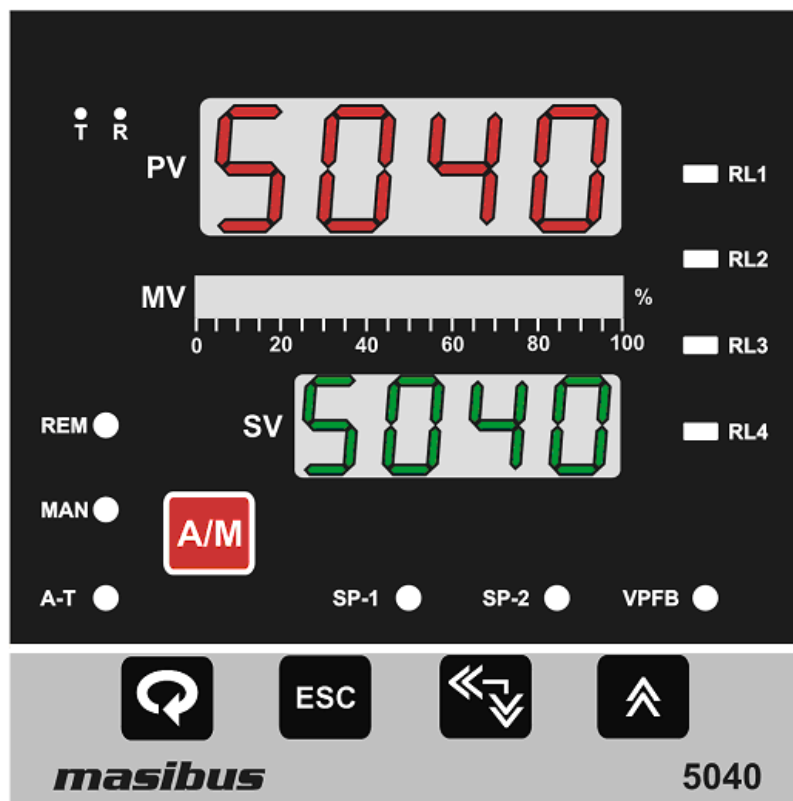 5040
T R
PV
RL1
RL2
MV
%
0 20 40 60 80 100
RL3
5040
REM
SV
RL4
MAN
A/M
A-T
SP-1
SP-2
VPFB
ESC
masibus
5040